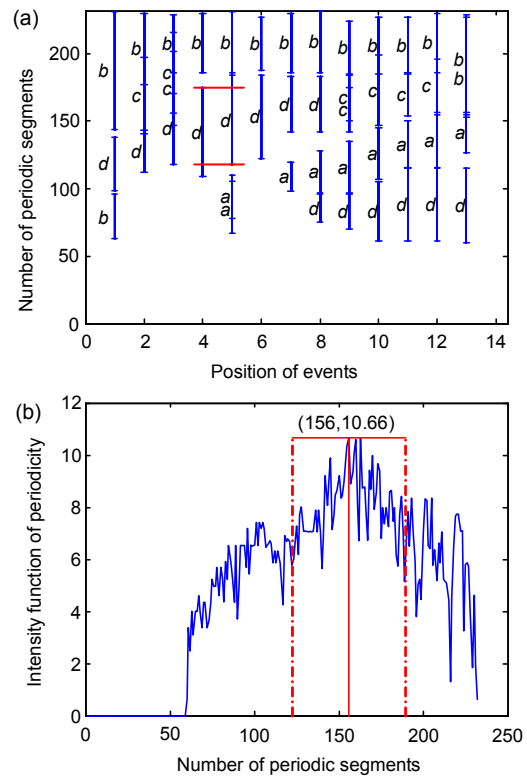 (a)
Number of periodic segments
200
150
100
50
0
b b b b b b b b b b b
b
b c c b
c c c c
c
d d d
d d
d a a a
d a
a a
a
a d d d d d d
b
0 2 4 6 8 10 12 14
Position of events
(b)
(156,10.66)
Intensity function of periodicity
12
10
8
6
4
2
0
0 50 100 150 200 250
Number of periodic segments